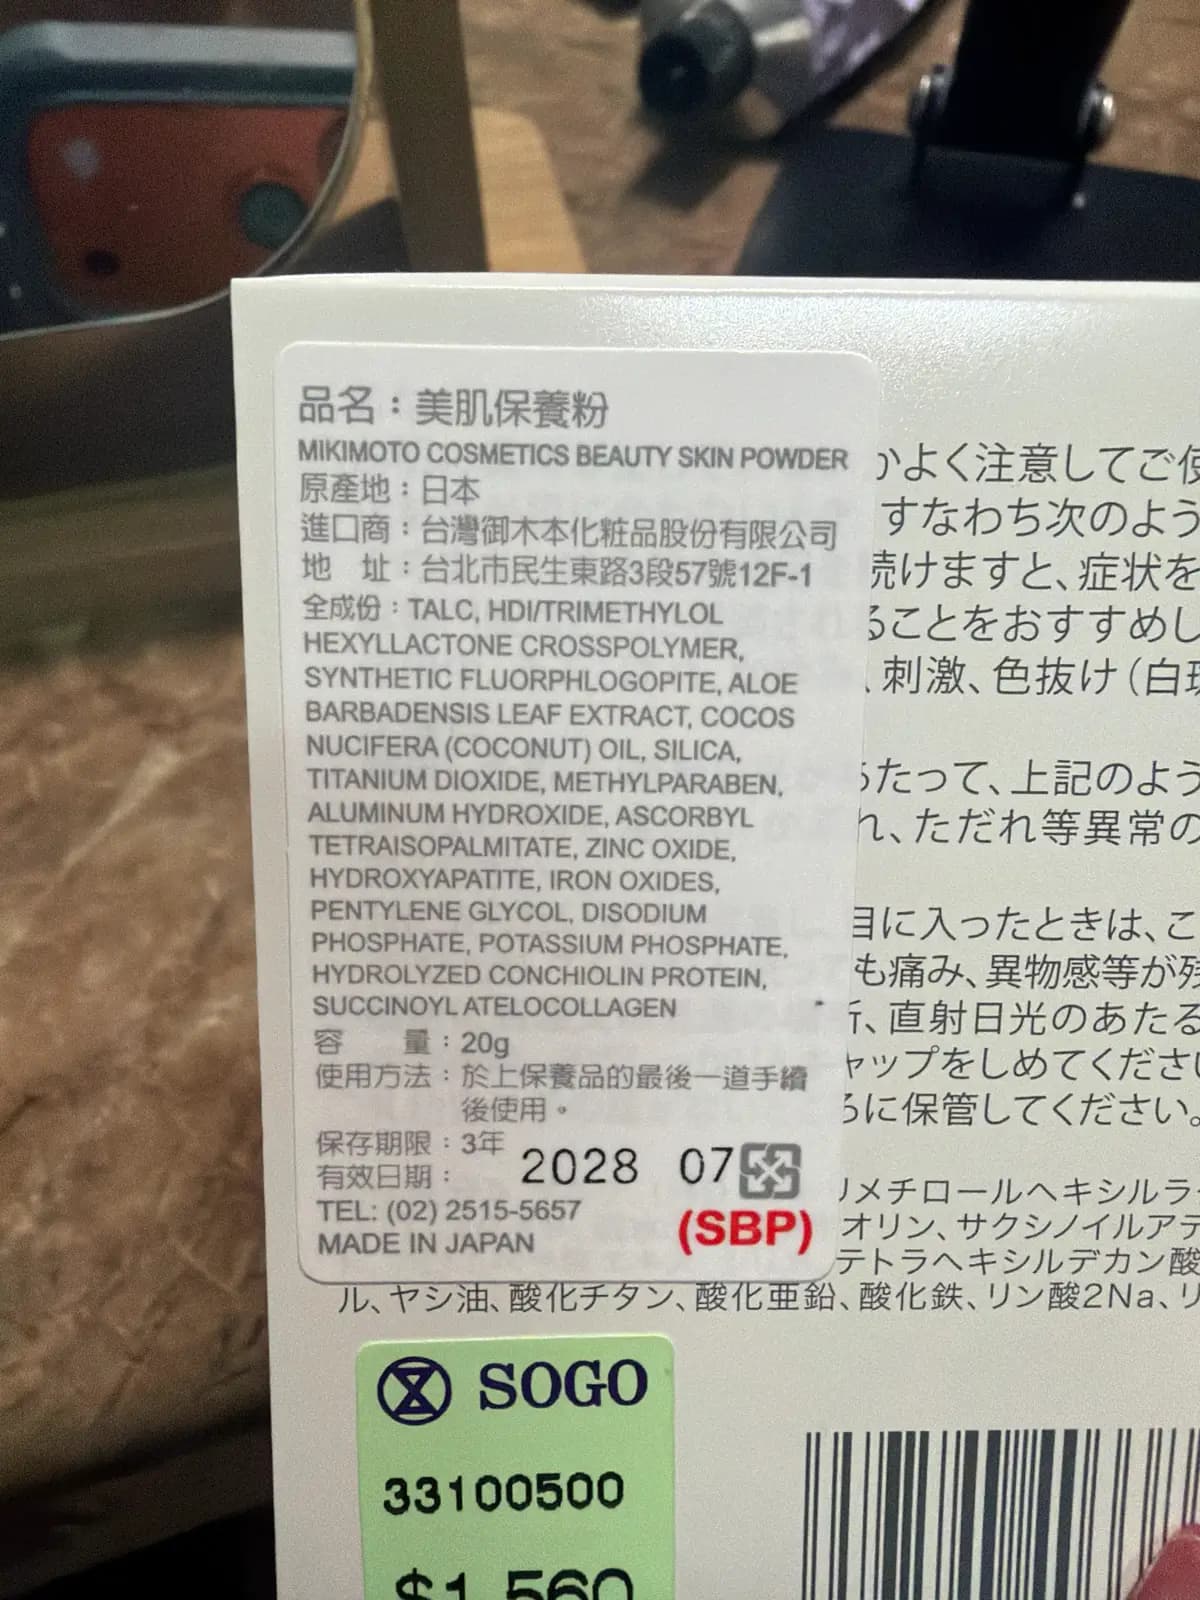 品名：美肌保養粉
MIKIMOTO COSMETICS BEAUTY SKIN POWDER
原產地：日本
進口商：台灣御木本化粧品股份有限公司
地　址：台北市民生東路3段57號12F-1
全成份：TALC, HDI/TRIMETHYLOL
HEXYLLACTONE CROSSPOLYMER,
SYNTHETIC FLUORPHLOGOPITE, ALOE
BARBADENSIS LEAF EXTRACT, COCOS
NUCIFERA (COCONUT) OIL, SILICA,
TITANIUM DIOXIDE, METHYLPARABEN,
ALUMINUM HYDROXIDE, ASCORBYL
TETRAISOPALMITATE, ZINC OXIDE,
HYDROXYAPATITE, IRON OXIDES,
PENTYLENE GLYCOL, DISODIUM
PHOSPHATE, POTASSIUM PHOSPHATE,
HYDROLYZED CONCHIOLIN PROTEIN,
SUCCINOYL ATELOCOLLAGEN
容　量：20g
使用方法：於上保養品的最後一道手續
後使用。
保存期限：3年
有效日期：2028 07
TEL: (02) 2515-5657
(SBP)
MADE IN JAPAN
かよく注意してご使
すなわち次のよう
続けますと、症状を
ることをおすすめし
、刺激、色抜け（白斑
たって、上記のよう
れ、ただれ等異常の
目に入ったときは、こ
も痛み、異物感等が残
、直射日光のあたる
ャップをしめてくださ
ろに保管してください。
リメチロールヘキシルラ
オリン、サクシノイルアテ
テトラヘキシルデカン酸
ル、ヤシ油、酸化チタン、酸化亜鉛、酸化鉄、リン酸2Na、リ
SOGO
33100500
$1,560